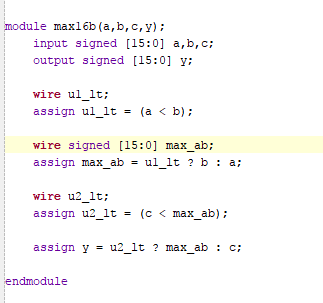 module max16b(a,b,c,y);
input signed [15:0] a,b,c;
output signed [15:0] y;
wire u1_lt;
assign u1_lt = (a < b);
wire signed [15:0] max_ab;
assign max_ab = u1_lt ? b : a;
wire u2_lt;
assign u2_lt = (c < max_ab);
assign y = u2_lt ? max_ab : c;
endmodule